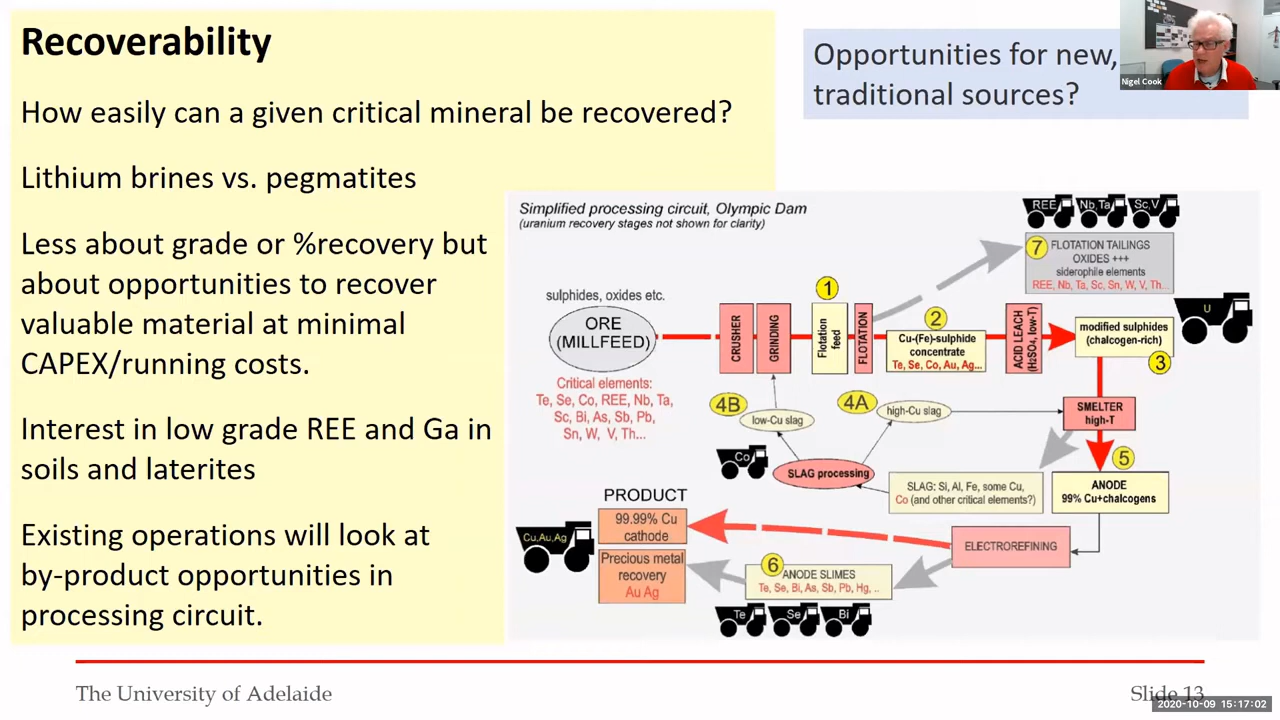 Recoverability
How easily can a given critical mineral be recovered?
Lithium brines vs. pegmatites
Less about grade or %recovery but
about opportunities to recover
valuable material at minimal
CAPEX/running costs.
Interest in low grade REE and Ga in
soils and laterites
Existing operations will look at
by-product opportunities in
processing circuit.
Opportunities for new,
traditional sources?
Nigel Cook
Simplified processing circuit, Olympic Dam
(uranium recovery stages not shown for clarity)
REE
Nb,Ta
Sc,V
7
FLOTATION TAILINGS
OXIDES +++
siderophile elements
REE, Nb, Ta, Sc, Sn, W, V, Th...
sulphides, oxides etc.
ORE
(MILLFEED)
Critical elements:
Te, Se, Co, REE, Nb, Ta,
Sc, Bi, As, Sb, Pb,
Sn, W, V, Th...
CRUSHER
GRINDING
1
Flotation
feed
FLOTATION
2
Cu-(Fe)-sulphide
concentrate
Te, Se, Co, Au, Ag...
ACID LEACH
(H₂SO₄, low-T)
modified sulphides
(chalcogen-rich)
3
U
4B
low-Cu slag
4A
high-Cu slag
SMELTER
high-T
Co
SLAG processing
SLAG: Si, Al, Fe, some Cu,
Co (and other critical elements?)
5
ANODE
99% Cu+chalcogens
PRODUCT
Cu,Au,Ag
99.99% Cu
cathode
Precious metal
recovery
Au Ag
ELECTROREFINING
6
ANODE SLIMES
Te, Se, Bi, As, Sb, Pb, Hg, ..
Te
Se
Bi
The University of Adelaide
Slide 13
2020-10-09 15:17:02